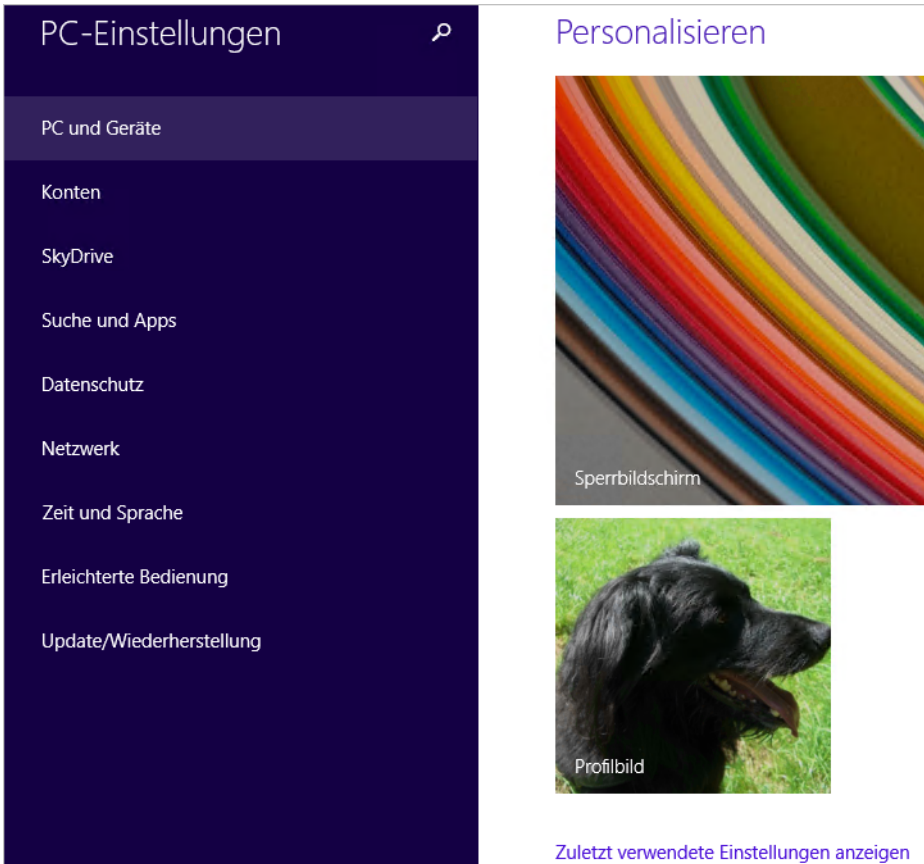 PC-Einstellungen
PC und Geräte
Konten
SkyDrive
Suche und Apps
Datenschutz
Netzwerk
Zeit und Sprache
Erleichterte Bedienung
Update/Wiederherstellung
Personalisieren
Sperrbildschirm
Profilbild
Zuletzt verwendete Einstellungen anzeigen